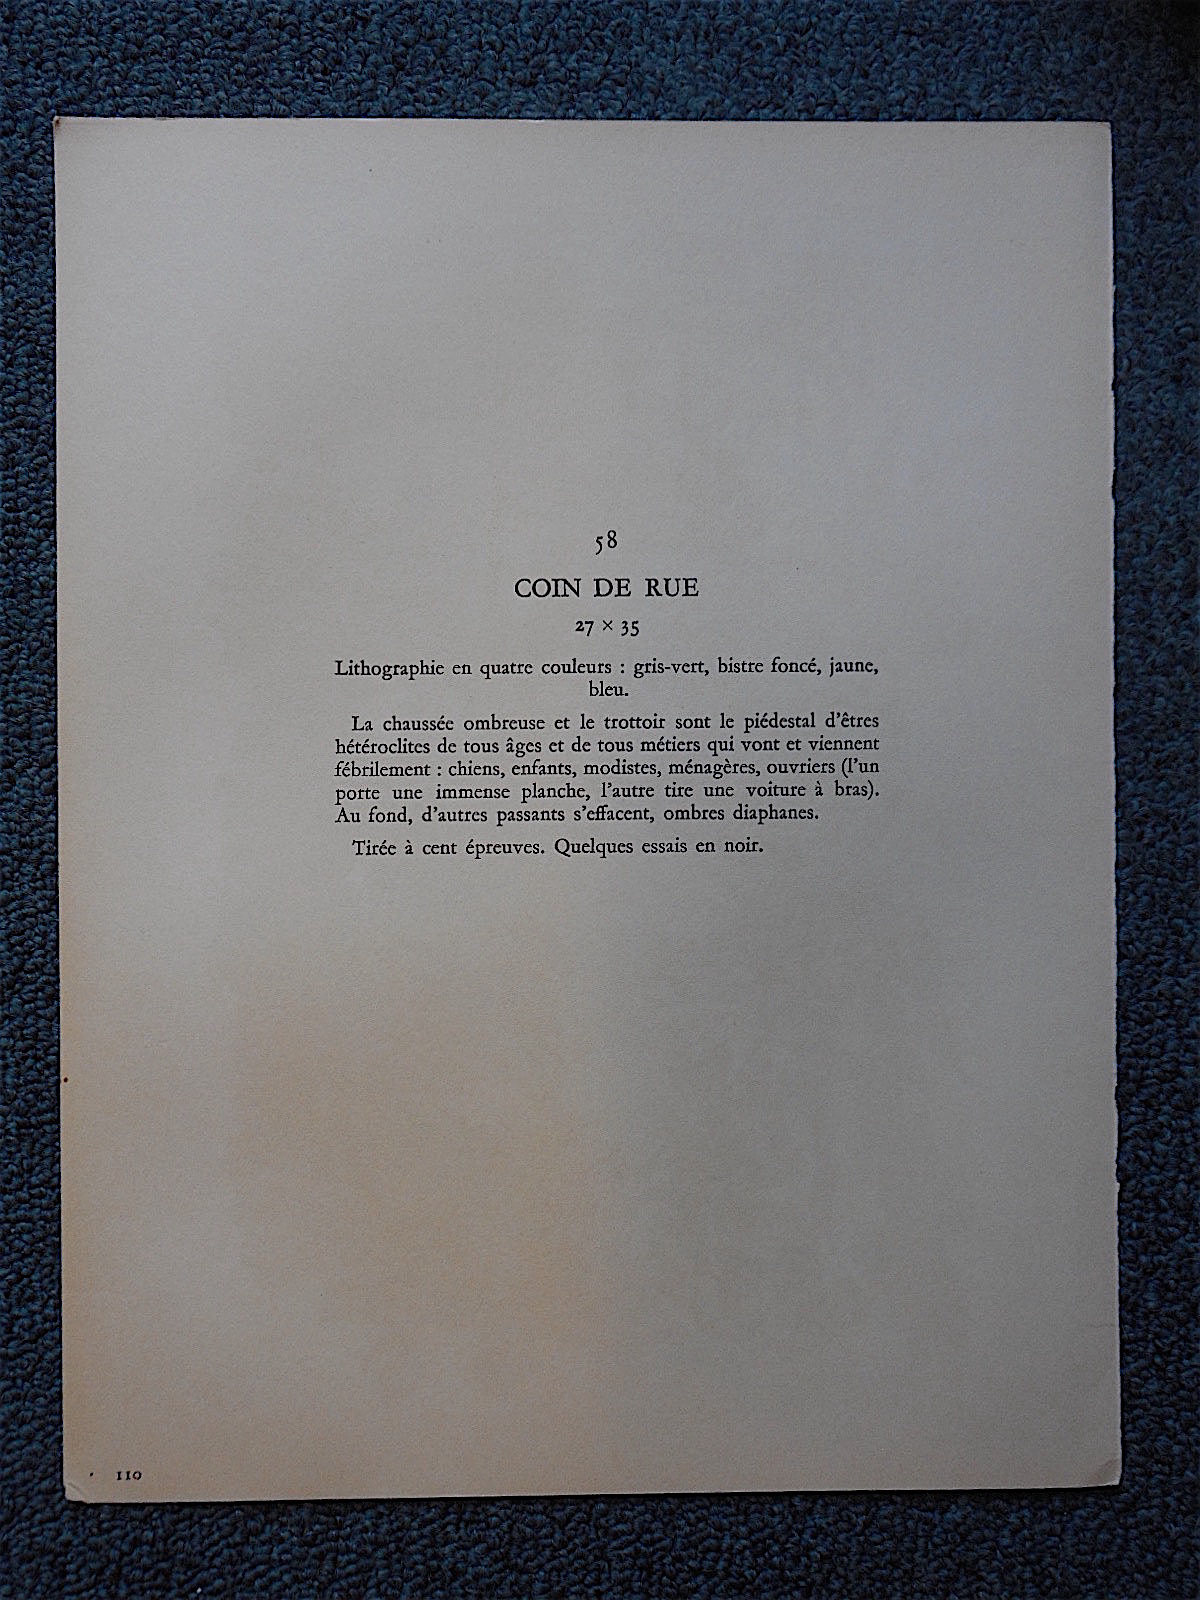 58
COIN DE RUE
27 × 35
Lithographie en quatre couleurs : gris-vert, bistre foncé, jaune,
bleu.
La chaussée ombreuse et le trottoir sont le piédestal d'êtres
hétéroclites de tous âges et de tous métiers qui vont et viennent
fébrilement : chiens, enfants, modistes, ménagères, ouvriers (l'un
porte une immense planche, l'autre tire une voiture à bras).
Au fond, d'autres passants s'effacent, ombres diaphanes.
Tirée à cent épreuves. Quelques essais en noir.
110